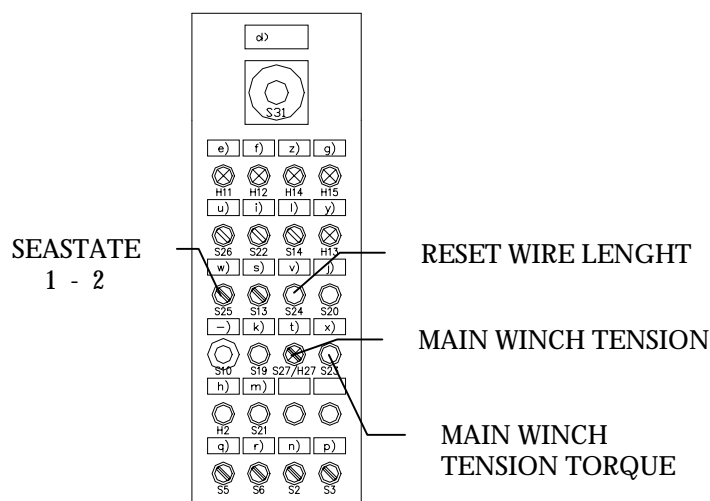 d)
S31
e) f) z) g)
H11 H12 H14 H15
u) i) l) y)
S26 S22 S14 H13
w) s) v) j)
S25 S13 S24 S20
–) k) t) x)
S10 S19 S27/H27 S23
h) m)
H2 S21
q) r) n) p)
S5 S6 S2 S3
SEASTATE
1 - 2
RESET WIRE LENGHT
MAIN WINCH TENSION
MAIN WINCH
TENSION TORQUE